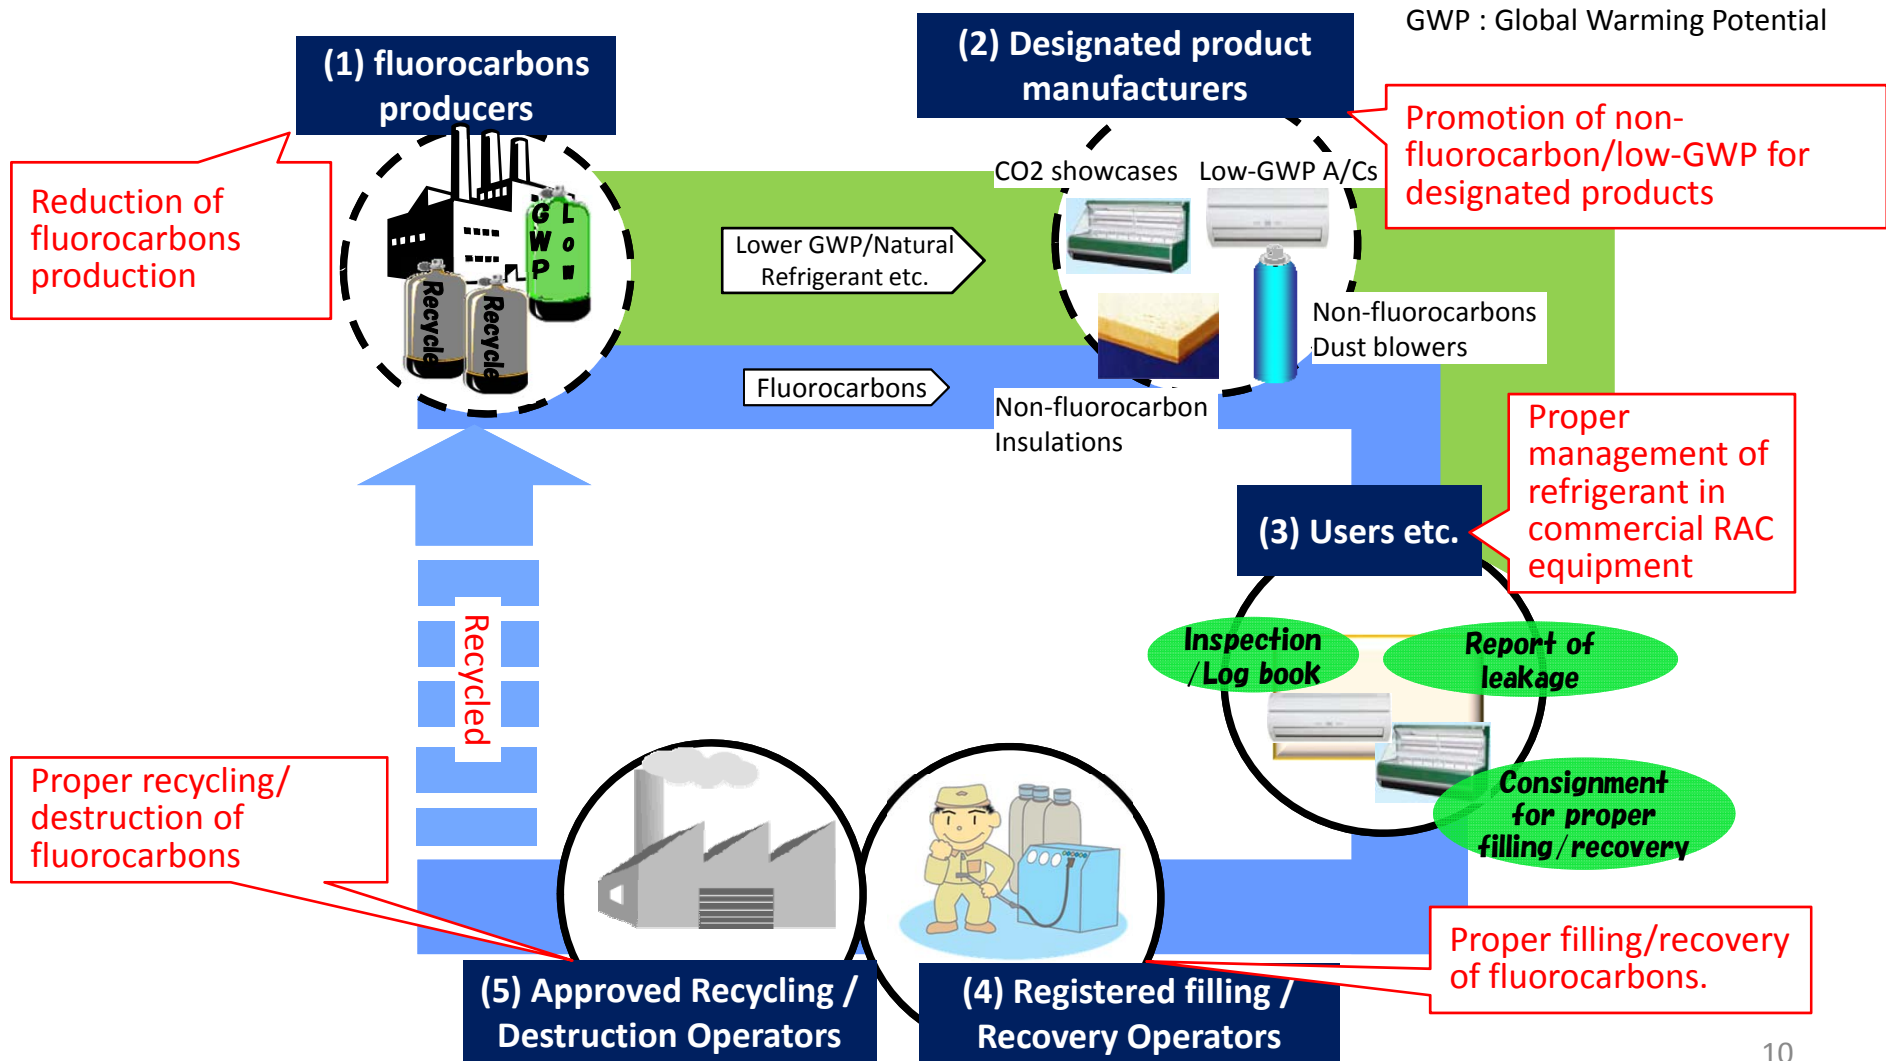 GWP : Global Warming Potential
(1) fluorocarbons
producers
(2) Designated product
manufacturers
Promotion of non-
fluorocarbon/low-GWP for
designated products
Reduction of
fluorocarbons
production
Low
GWP
Recycle
Recycle
CO2 showcases
Low-GWP A/Cs
Lower GWP/Natural
Refrigerant etc.
Non-fluorocarbons
Dust blowers
Fluorocarbons
Non-fluorocarbon
Insulations
Proper
management of
refrigerant in
commercial RAC
equipment
(3) Users etc.
Inspection
/Log book
Report of
leakage
Consignment
for proper
filling/recovery
Recycled
Proper recycling/
destruction of
fluorocarbons
Proper filling/recovery
of fluorocarbons.
(5) Approved Recycling /
Destruction Operators
(4) Registered filling /
Recovery Operators
10